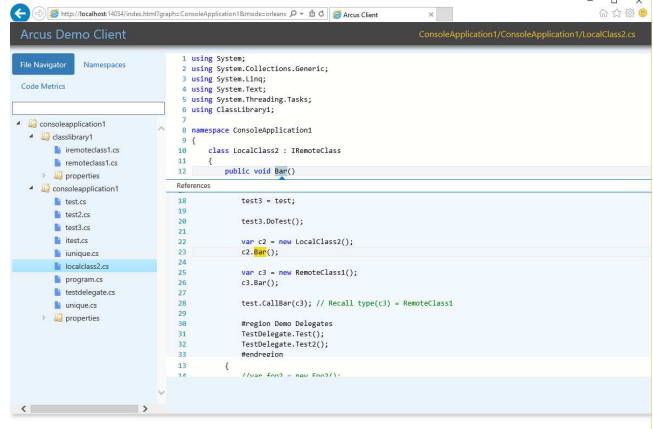 http://localhost:14054/index.html?graph=ConsoleApplication1&mode=orleans
Arcus Client
Arcus Demo Client
ConsoleApplication1/ConsoleApplication1/LocalClass2.cs
File Navigator
Namespaces
Code Metrics
consoleapplication1
classlibrary1
iremoteclass1.cs
remoteclass1.cs
properties
consoleapplication1
test.cs
test2.cs
test3.cs
itest.cs
iunique.cs
localclass2.cs
program.cs
testdelegate.cs
unique.cs
properties
1 using System;
2 using System.Collections.Generic;
3 using System.Linq;
4 using System.Text;
5 using System.Threading.Tasks;
6 using ClassLibrary1;
7
8 namespace ConsoleApplication1
9 {
10 class LocalClass2 : IRemoteClass
11 {
12 public void Bar()
References
18 test3 = test;
19
20 test3.DoTest();
21
22 var c2 = new LocalClass2();
23 c2.Bar();
24
25 var c3 = new RemoteClass1();
26 c3.Bar();
27
28 test.CallBar(c3); // Recall type(c3) = RemoteClass1
29
30 #region Demo Delegates
31 TestDelegate.Test();
32 TestDelegate.Test2();
33 #endregion
13 {
14 //var foo2 = new Foo2();